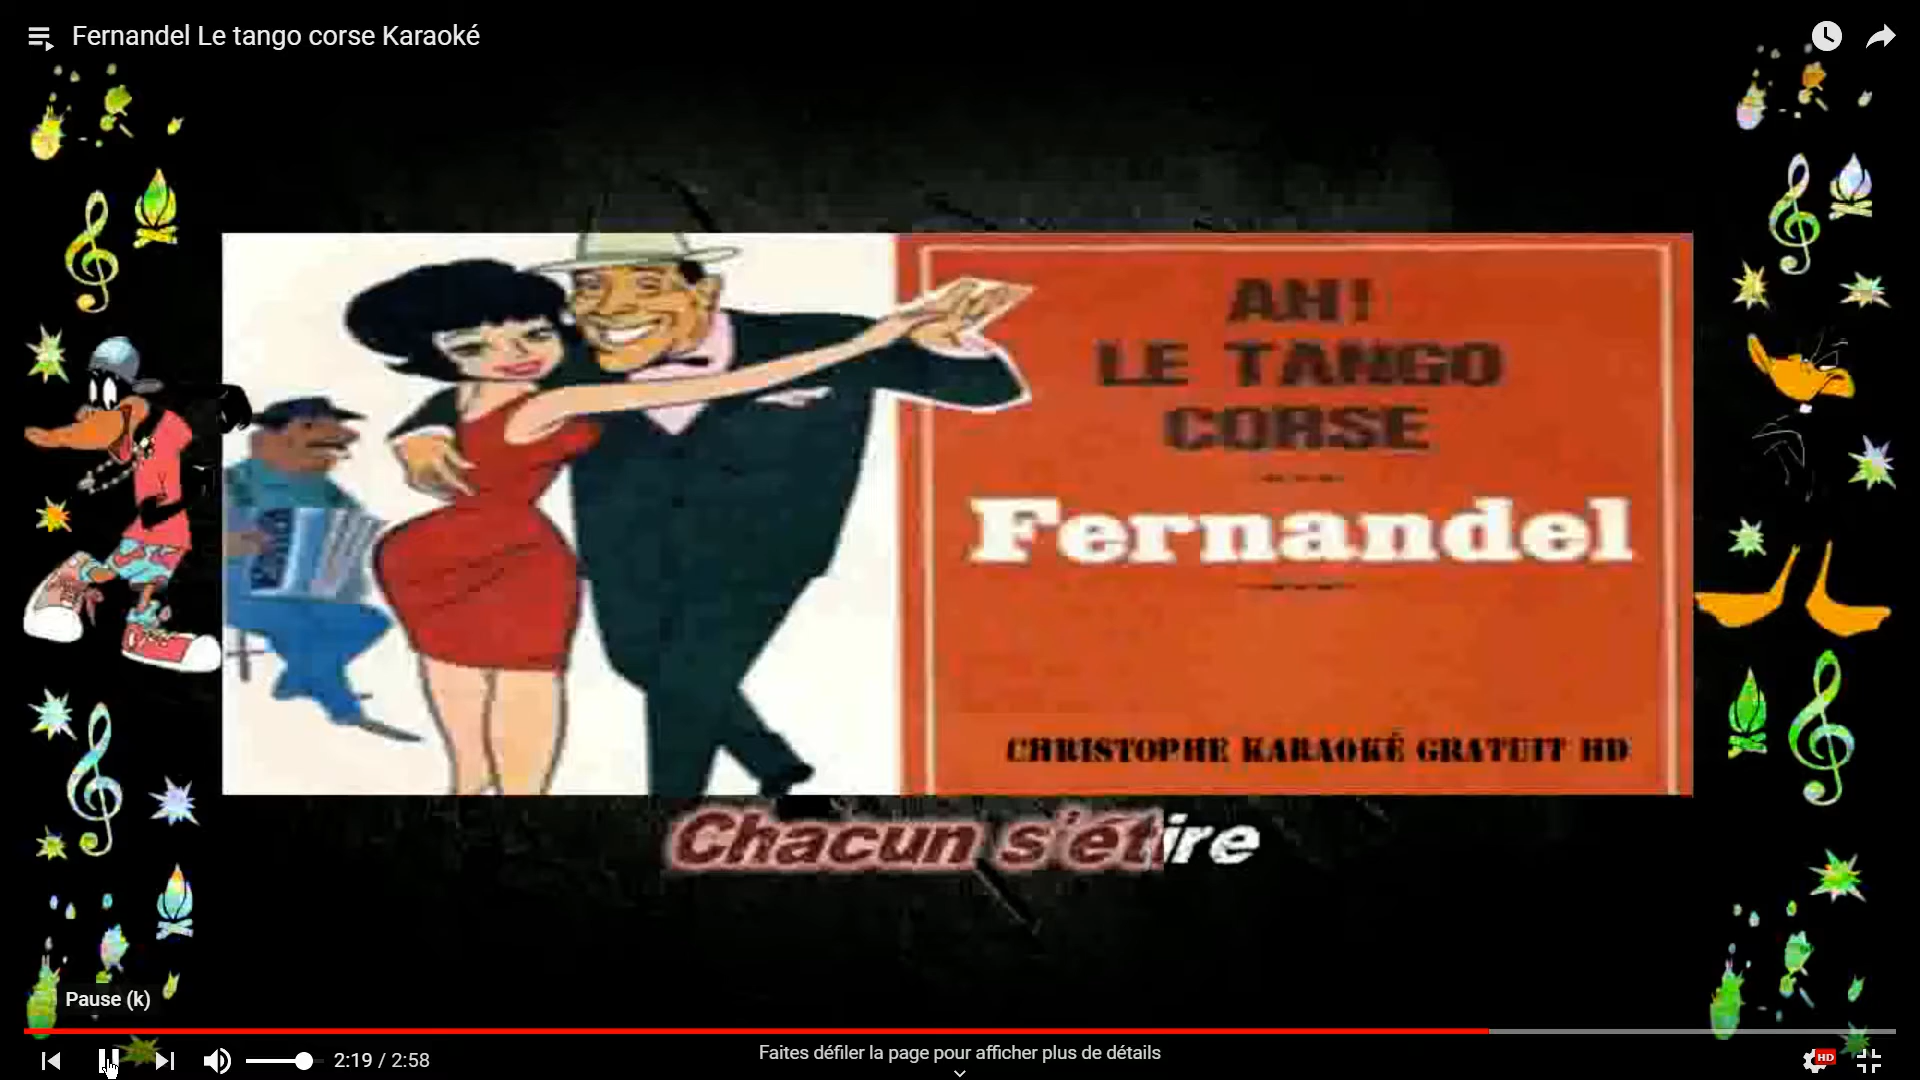 Fernandel Le tango corse Karaoké
AH!
LE TANGO
CORSE
Fernandel
CHRISTOPHE KARAOKÉ GRATUIT HD
Chacun s'étire
Pause (k)
2:19 / 2:58
Faites défiler la page pour afficher plus de détails
HD